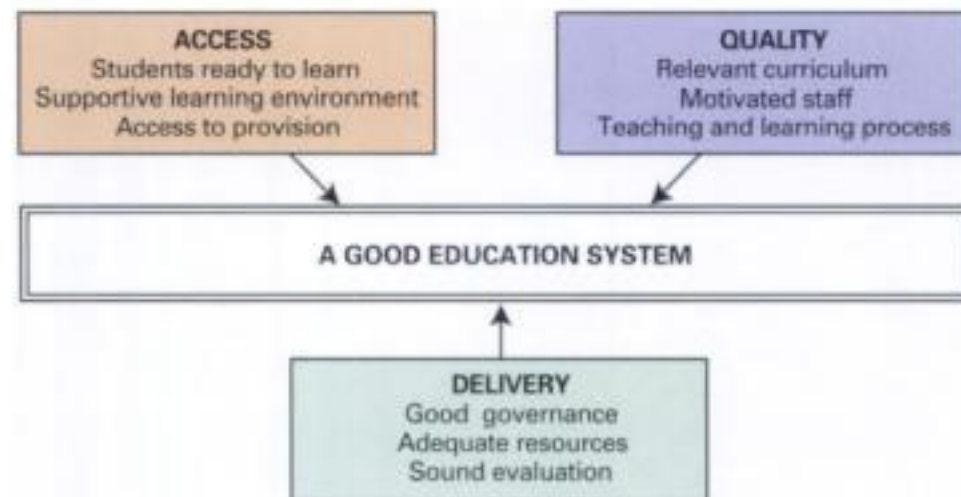 ACCESS
Students ready to learn
Supportive learning environment
Access to provision
QUALITY
Relevant curriculum
Motivated staff
Teaching and learning process
A GOOD EDUCATION SYSTEM
DELIVERY
Good governance
Adequate resources
Sound evaluation